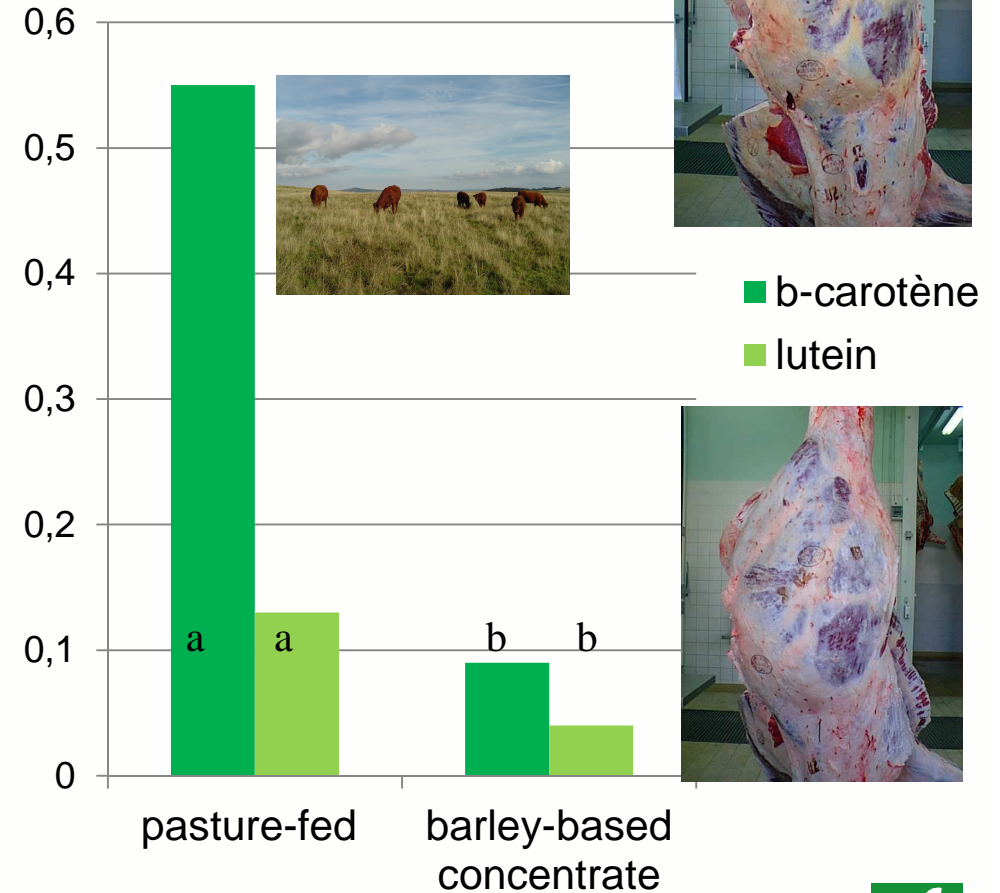 0,6
0,5
0,4
0,3
0,2
0,1
0
a a b b
pasture-fed
barley-based
concentrate
b-carotène
lutein